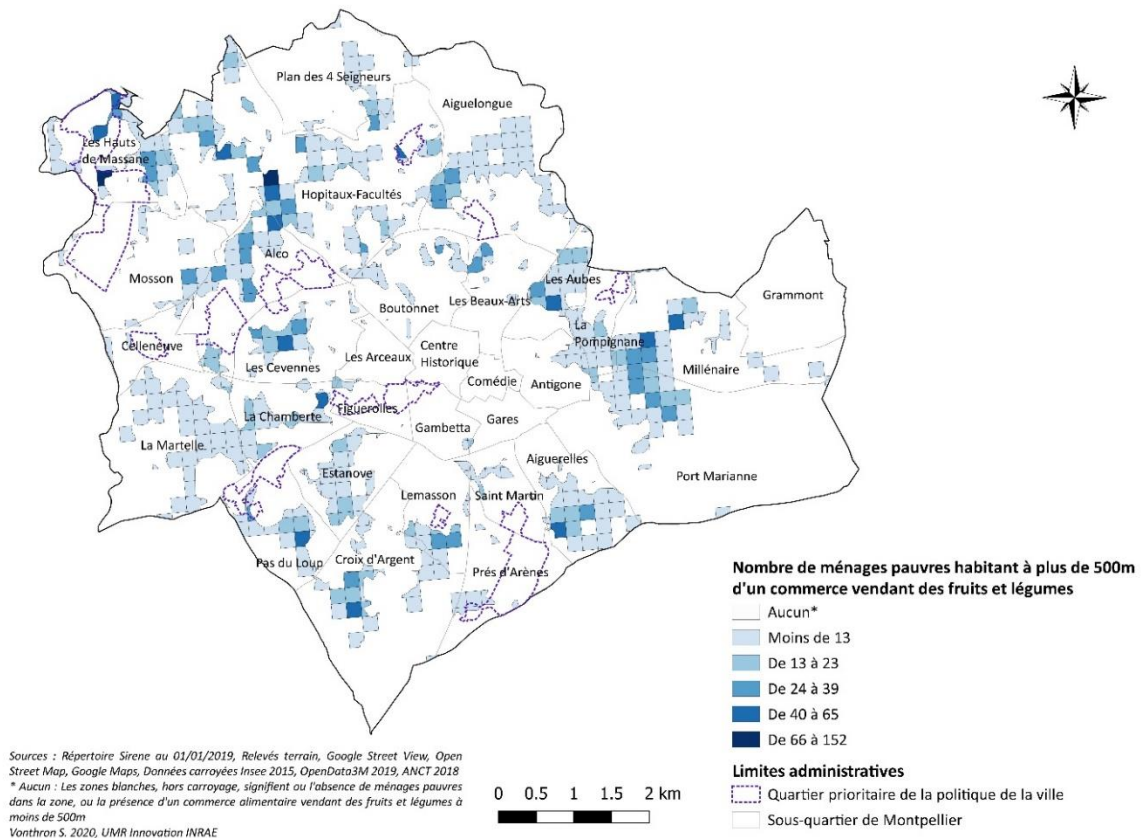 Plan des 4 Seigneurs
Aiguelongue
Les Hauts
de Massane
Hopitaux-Facultés
Mosson
Alco
Les Aubes
Grammont
Boutonnet
Les Beaux-Arts
La
Pompignane
Celleneuve
Centre
Historique
Les Arceaux
Les Cevennes
Millénaire
Comédie
Antigone
La Chamberte
Figuerolles
Gambetta
Gares
La Martelle
Estanove
Aiguerelles
Port Marianne
Lemasson
Saint Martin
Pas du Loup
Croix d'Argent
Prés d'Arènes
Nombre de ménages pauvres habitant à plus de 500m
d'un commerce vendant des fruits et légumes
Aucun*
Moins de 13
De 13 à 23
De 24 à 39
De 40 à 65
De 66 à 152
Limites administratives
Quartier prioritaire de la politique de la ville
Sous-quartier de Montpellier
0 0.5 1 1.5 2 km
Sources : Répertoire Sirene au 01/01/2019, Relevés terrain, Google Street View, Open
Street Map, Google Maps, Données carroyées Insee 2015, OpenData3M 2019, ANCT 2018
* Aucun : Les zones blanches, hors carroyage, signifient ou l'absence de ménages pauvres
dans la zone, ou la présence d'un commerce alimentaire vendant des fruits et légumes à
moins de 500m
Vonthron S. 2020, UMR Innovation INRAE